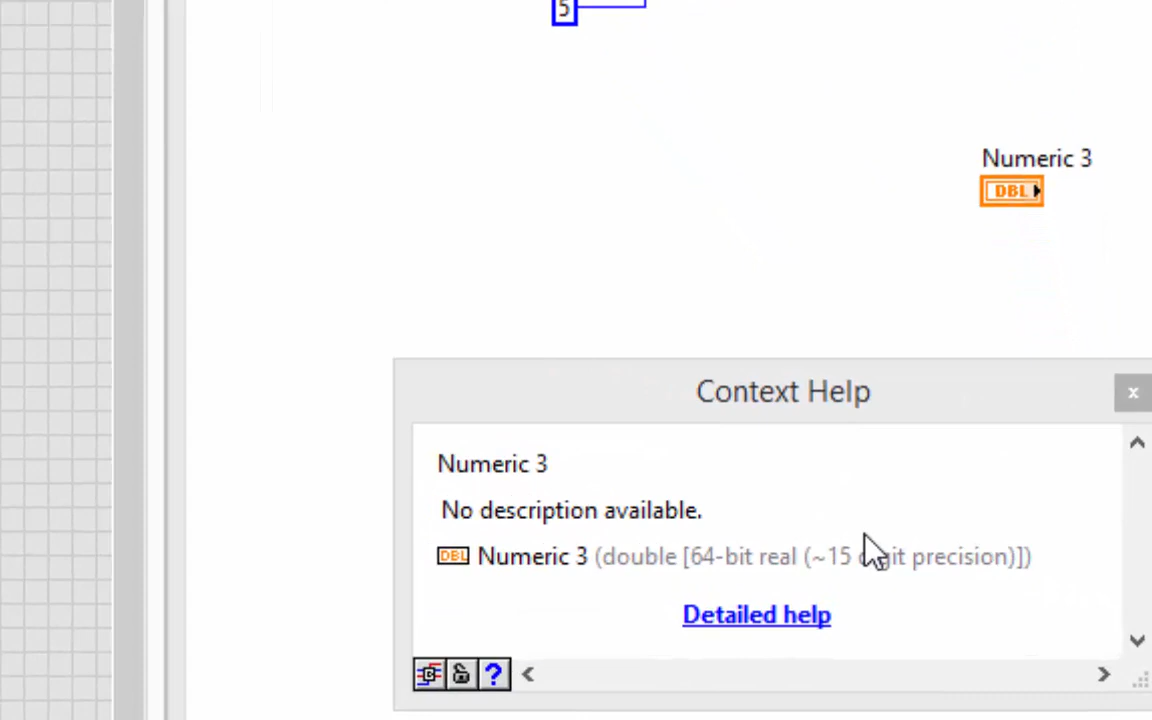 5
Numeric 3
DBL
Context Help
x
Numeric 3
No description available.
DBL Numeric 3 (double [64-bit real (~15 digit precision)])
Detailed help
?